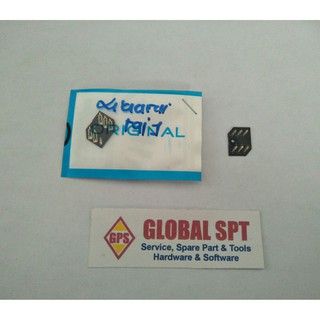 ORIGINAL
GPS
GLOBAL SPT
Service, Spare Part & Tools
Hardware & Software